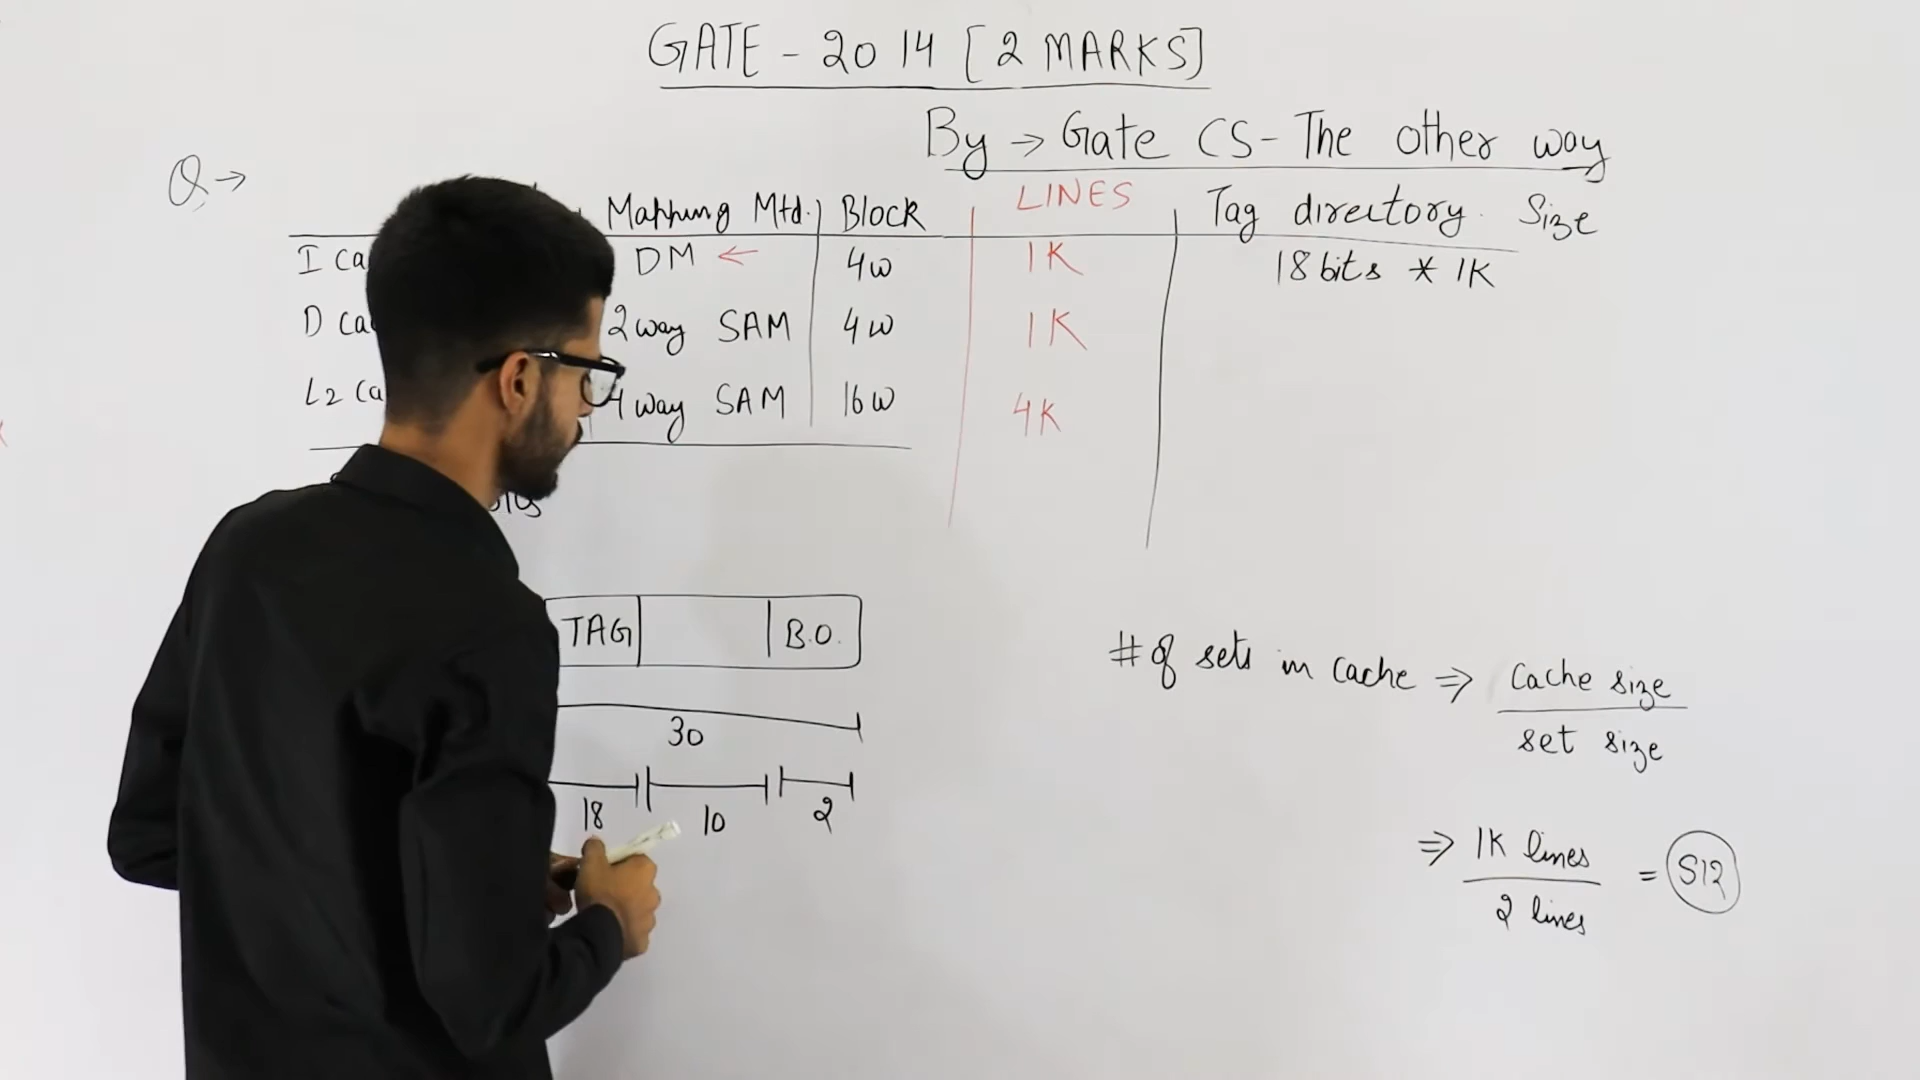 GATE - 2014 [2 MARKS]
By → Gate CS - The other way
Q →
Mapping Mtd. Block LINES Tag directory Size
I Ca DM ← 4w 1K 18 bits * 1K
D Ca 2 way SAM 4w 1K
L2 Ca 4 way SAM 16w 4K
TAG B.O.
30
18 10 2
# of sets in cache ⇒ Cache size
set size
⇒ 1K lines = 512
2 lines